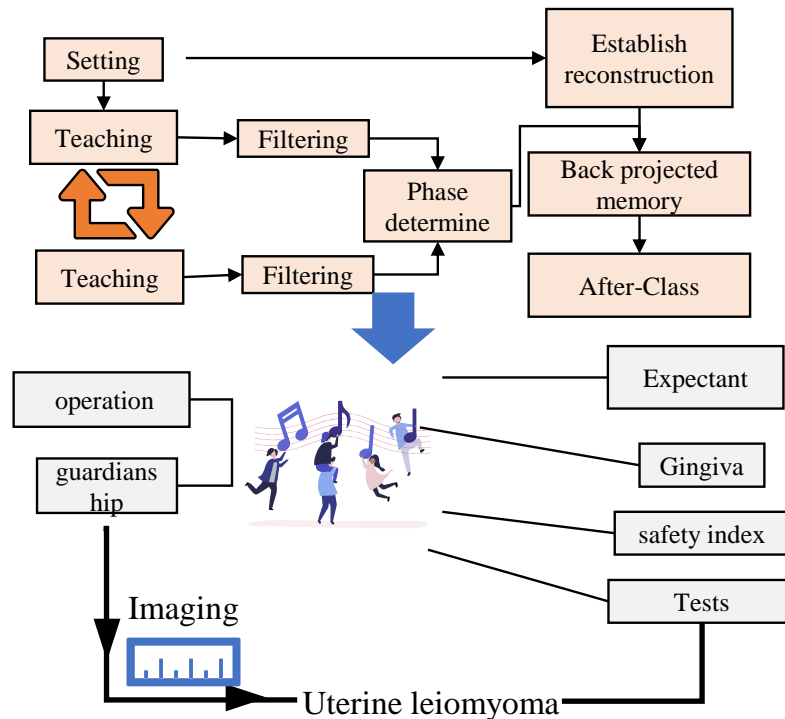 Setting
Establish
reconstruction
Teaching
Filtering
Phase
determine
Back projected
memory
Teaching
Filtering
After-Class
operation
guardians
hip
Expectant
Gingiva
safety index
Tests
Imaging
Uterine leiomyoma